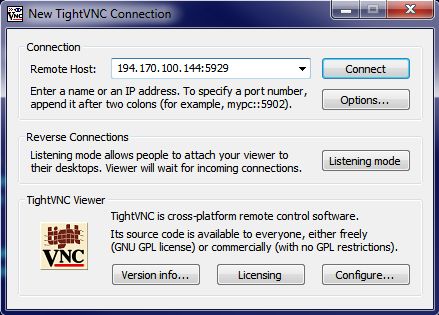 New TightVNC Connection
Connection
Remote Host:
194.170.100.144:5929
Connect
Enter a name or an IP address. To specify a port number,
append it after two colons (for example, mypc::5902).
Options...
Reverse Connections
Listening mode allows people to attach your viewer to
their desktops. Viewer will wait for incoming connections.
Listening mode
TightVNC Viewer
tight
VNC
TightVNC is cross-platform remote control software.
Its source code is available to everyone, either freely
(GNU GPL license) or commercially (with no GPL restrictions).
Version info...
Licensing
Configure...